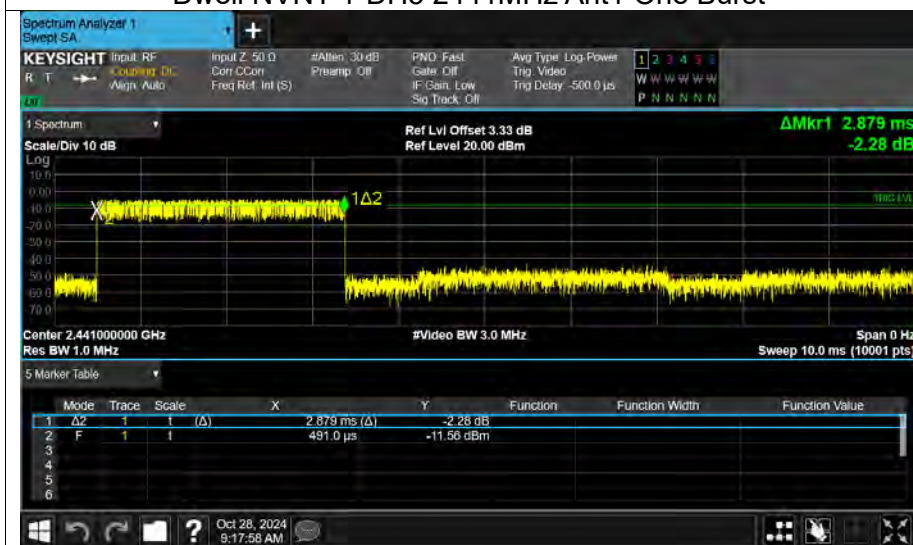 Dwell NVNT 1-DH5 2441MHz Ant1 One Burst
Spectrum Analyzer 1
Swept SA
+
KEYSIGHT Input: RF Input Z: 50 Ω #Atten: 30 dB PNO: Fast Avg Type: Log-Power 1 2 3 4 5 6
R T Coupling: DC Corr CCorr Preamp: Off Gate: Off Trig: Video W W W W W W
Align: Auto Freq Ref: Int (S) IF Gain: Low Trig Delay: -500.0 µs P N N N N N
Sig Track: Off
1 Spectrum Ref Lvl Offset 3.33 dB ΔMkr1 2.879 ms
Scale/Div 10 dB Ref Level 20.00 dBm -2.28 dB
Log
10.0
0.00
-10.0
-20.0
-30.0
-40.0
-50.0
-60.0
-70.0
1Δ2
2
TRIG LVL
Center 2.441000000 GHz #Video BW 3.0 MHz Span 0 Hz
Res BW 1.0 MHz Sweep 10.0 ms (10001 pts)
5 Marker Table
Mode Trace Scale X Y Function Function Width Function Value
1 Δ2 1 t (Δ) 2.879 ms (Δ) -2.28 dB
2 F 1 t 491.0 µs -11.56 dBm
3
4
5
6
? Oct 28, 2024
9:17:58 AM